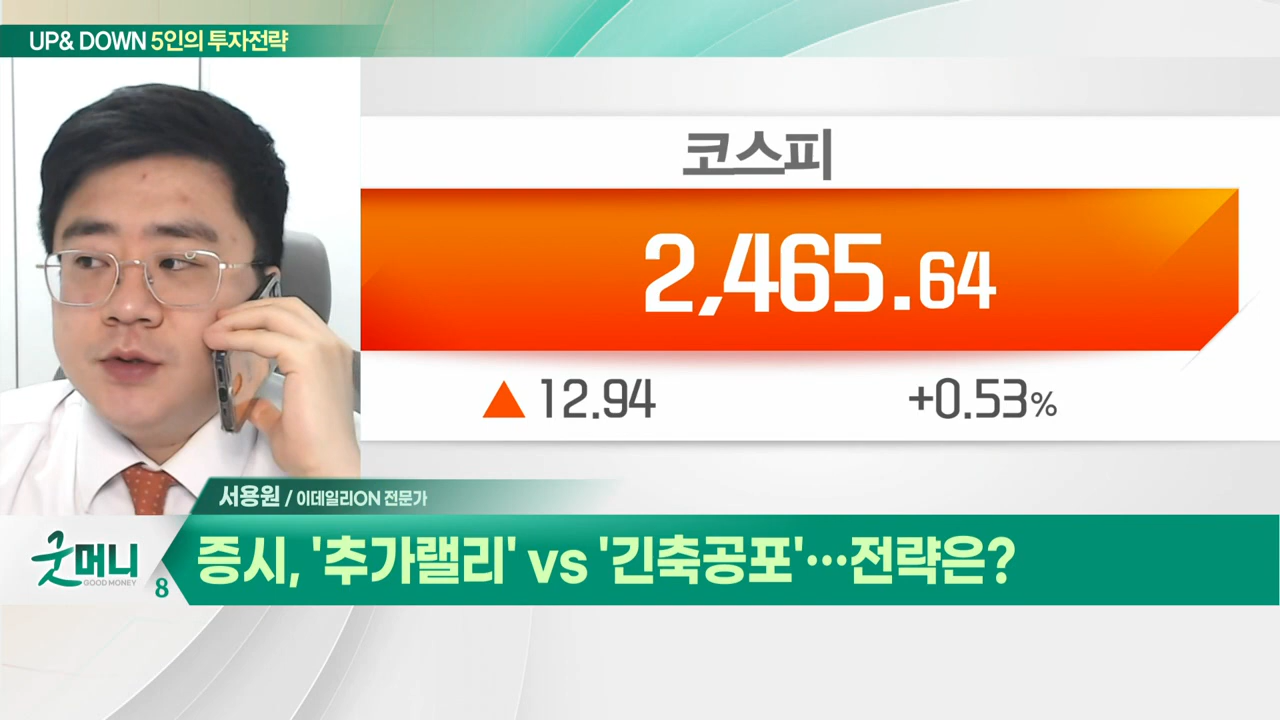 UP& DOWN 5인의 투자전략
코스피
2,465.64
▲ 12.94 +0.53%
서용원 / 이데일리ON 전문가
굿머니
GOOD MONEY
8
증시, '추가랠리' vs '긴축공포'…전략은?